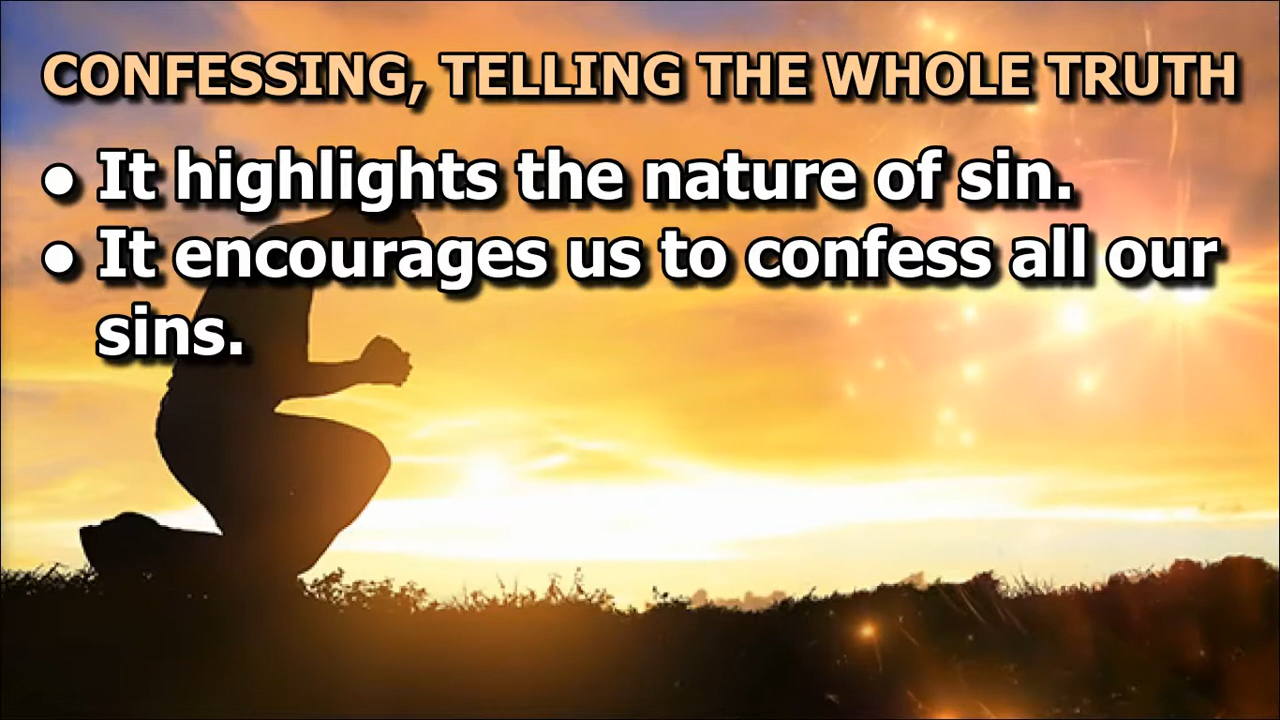 CONFESSING, TELLING THE WHOLE TRUTH
● It highlights the nature of sin.
● It encourages us to confess all our
sins.